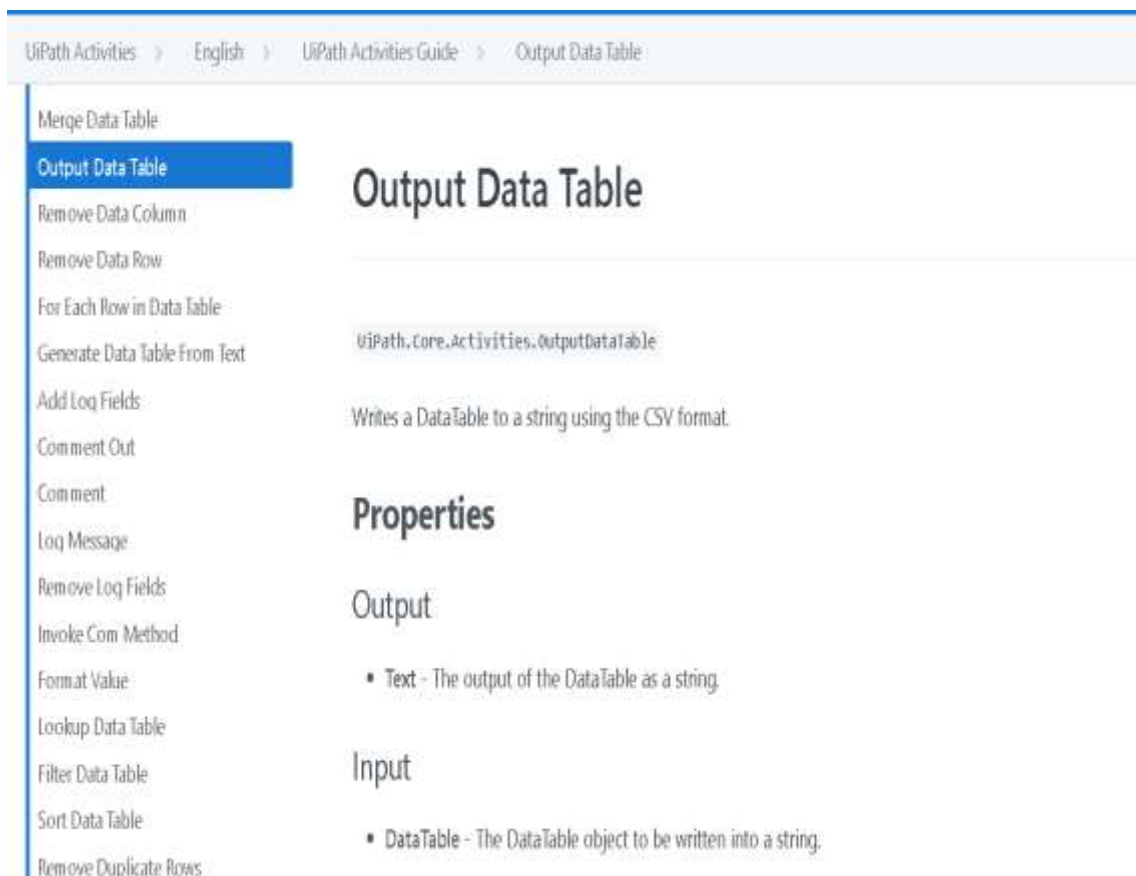 UiPath Activities > English > UiPath Activities Guide > Output Data Table
Merge Data Table
Output Data Table
Remove Data Column
Remove Data Row
For Each Row in Data Table
Generate Data Table From Text
Add Log Fields
Comment Out
Comment
Log Message
Remove Log Fields
Invoke Com Method
Format Value
Lookup Data Table
Filter Data Table
Sort Data Table
Remove Duplicate Rows
Output Data Table
UiPath.Core.Activities.OutputDataTable
Writes a DataTable to a string using the CSV format.
Properties
Output
• Text - The output of the DataTable as a string.
Input
• DataTable - The DataTable object to be written into a string.